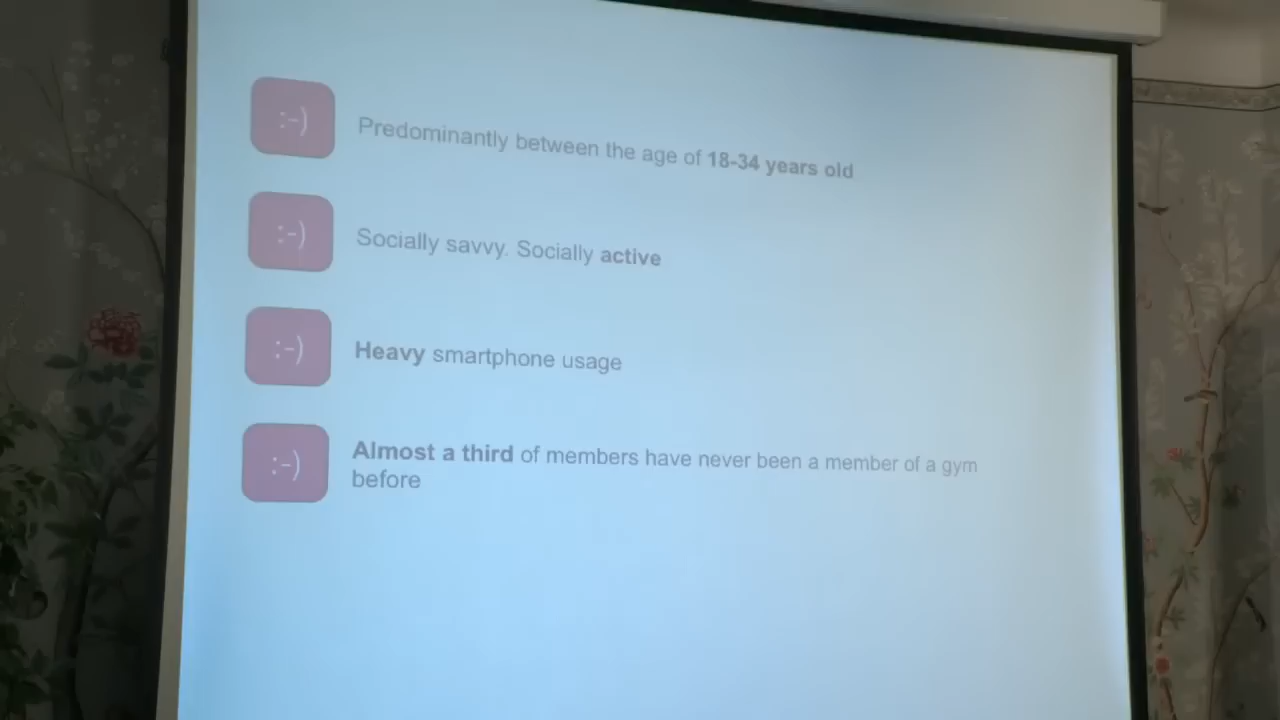 :-)
Predominantly between the age of 18-34 years old
:-)
Socially savvy. Socially active
:-)
Heavy smartphone usage
:-)
Almost a third of members have never been a member of a gym
before